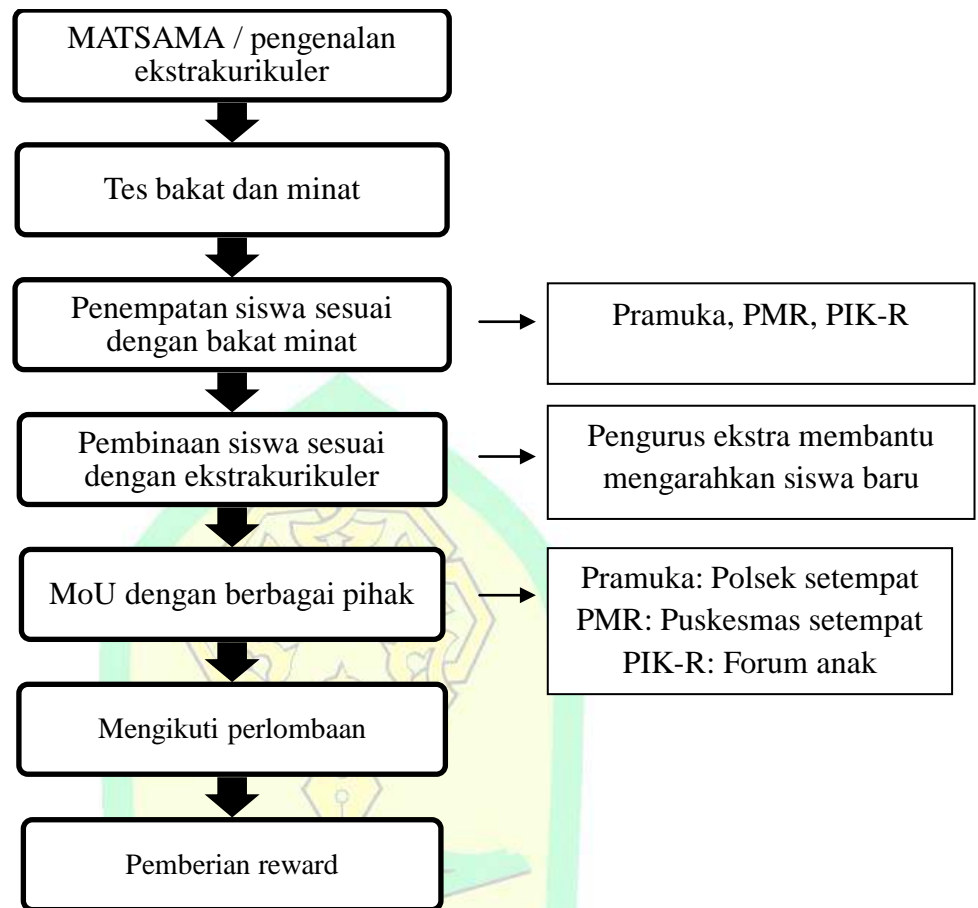 MATSAMA / pengenalan
ekstrakurikuler
Tes bakat dan minat
Penempatan siswa sesuai
dengan bakat minat
Pramuka, PMR, PIK-R
Pembinaan siswa sesuai
dengan ekstrakurikuler
Pengurus ekstra membantu
mengarahkan siswa baru
MoU dengan berbagai pihak
Pramuka: Polsek setempat
PMR: Puskesmas setempat
PIK-R: Forum anak
Mengikuti perlombaan
Pemberian reward